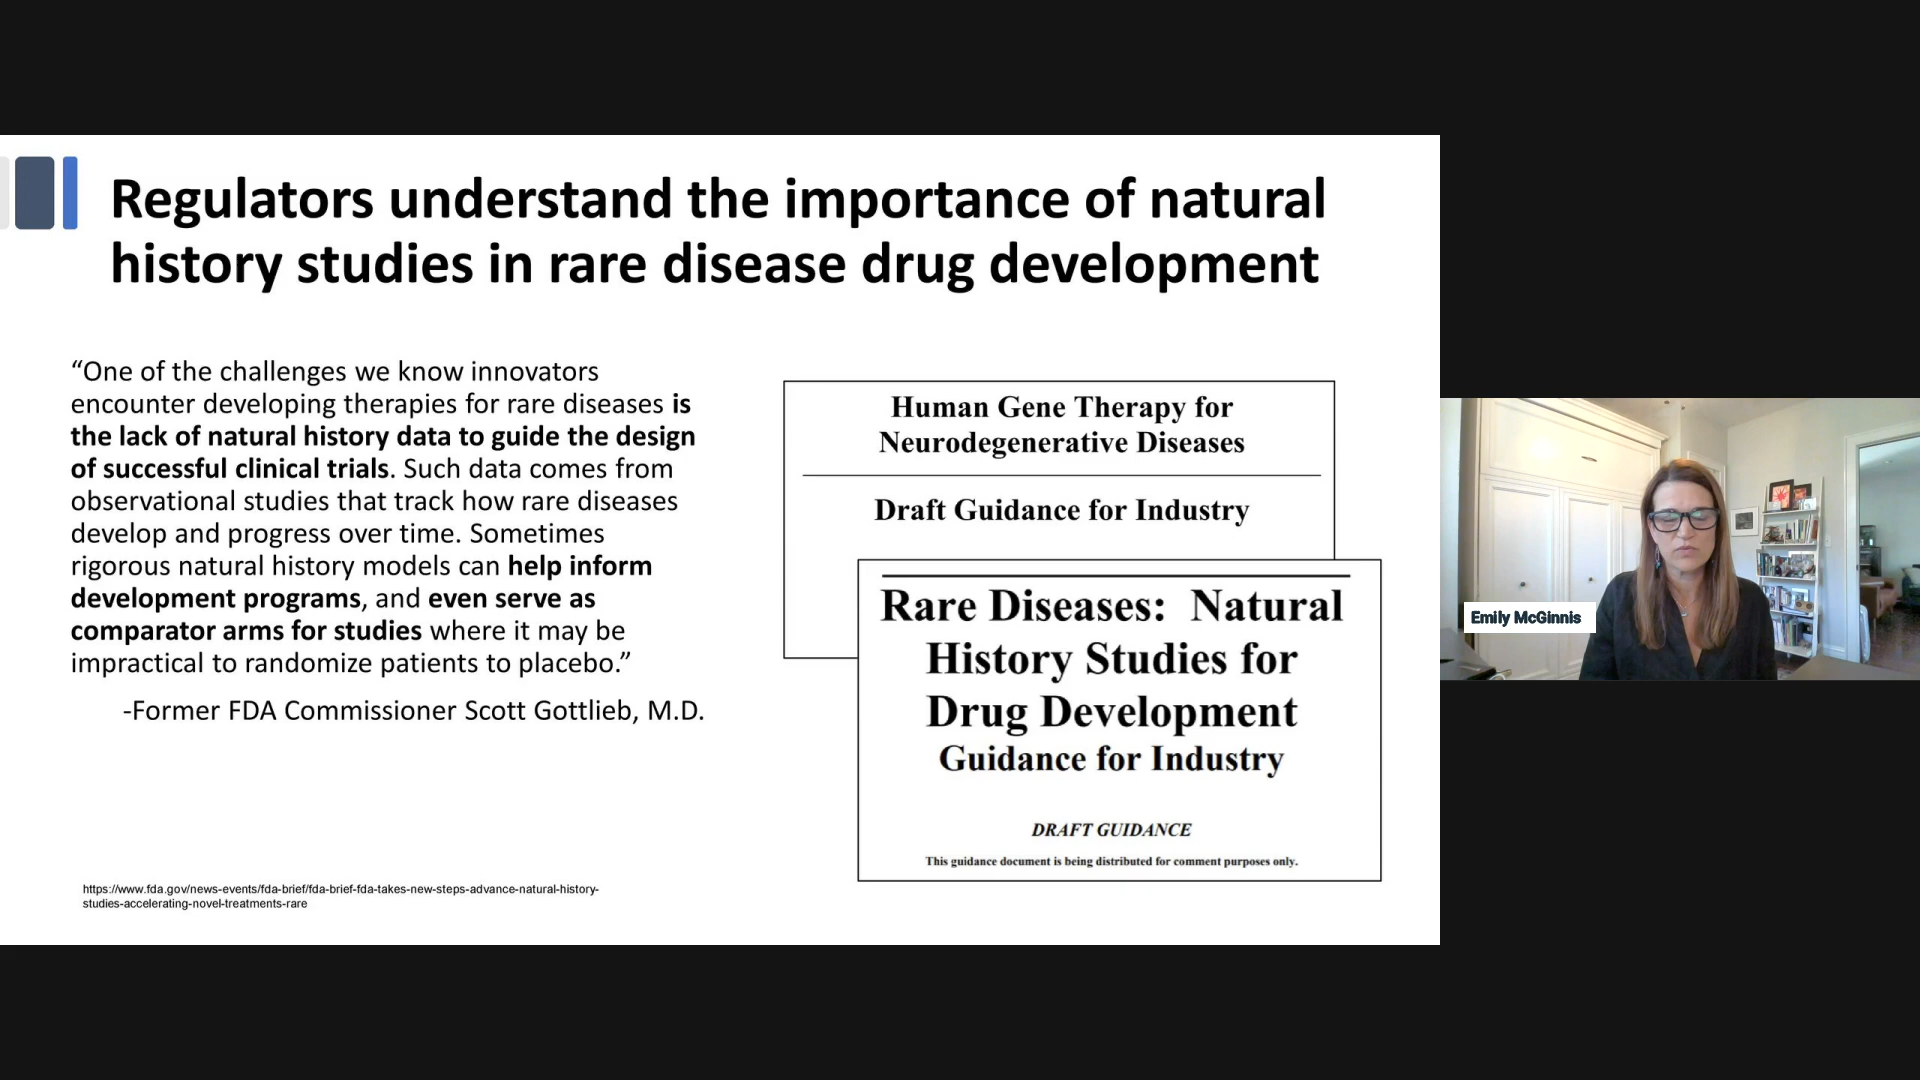 Regulators understand the importance of natural
history studies in rare disease drug development
“One of the challenges we know innovators
encounter developing therapies for rare diseases is
the lack of natural history data to guide the design
of successful clinical trials. Such data comes from
observational studies that track how rare diseases
develop and progress over time. Sometimes
rigorous natural history models can help inform
development programs, and even serve as
comparator arms for studies where it may be
impractical to randomize patients to placebo.”
-Former FDA Commissioner Scott Gottlieb, M.D.
https://www.fda.gov/news-events/fda-brief/fda-brief-fda-takes-new-steps-advance-natural-history-
studies-accelerating-novel-treatments-rare
Human Gene Therapy for
Neurodegenerative Diseases
Draft Guidance for Industry
Rare Diseases: Natural
History Studies for
Drug Development
Guidance for Industry
DRAFT GUIDANCE
This guidance document is being distributed for comment purposes only.
Emily McGinnis